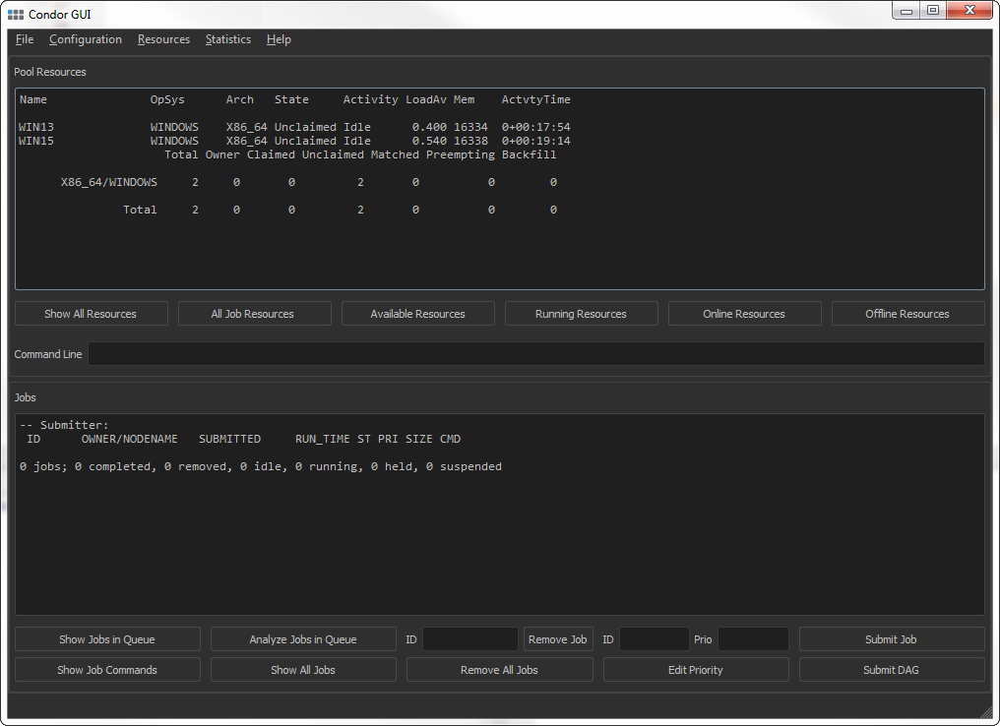 Condor GUI
File Configuration Resources Statistics Help
Pool Resources
Name OpSys Arch State Activity LoadAv Mem ActvtyTime
WIN13 WINDOWS X86_64 Unclaimed Idle 0.400 16334 0+00:17:54
WIN15 WINDOWS X86_64 Unclaimed Idle 0.540 16338 0+00:19:14
Total Owner Claimed Unclaimed Matched Preempting Backfill
X86_64/WINDOWS 2 0 0 2 0 0 0
Total 2 0 0 2 0 0 0
Show All Resources All Job Resources Available Resources Running Resources Online Resources Offline Resources
Command Line
Jobs
-- Submitter:
ID OWNER/NODENAME SUBMITTED RUN_TIME ST PRI SIZE CMD
0 jobs; 0 completed, 0 removed, 0 idle, 0 running, 0 held, 0 suspended
Show Jobs in Queue Analyze Jobs in Queue ID Remove Job ID Prio Submit Job
Show Job Commands Show All Jobs Remove All Jobs Edit Priority Submit DAG